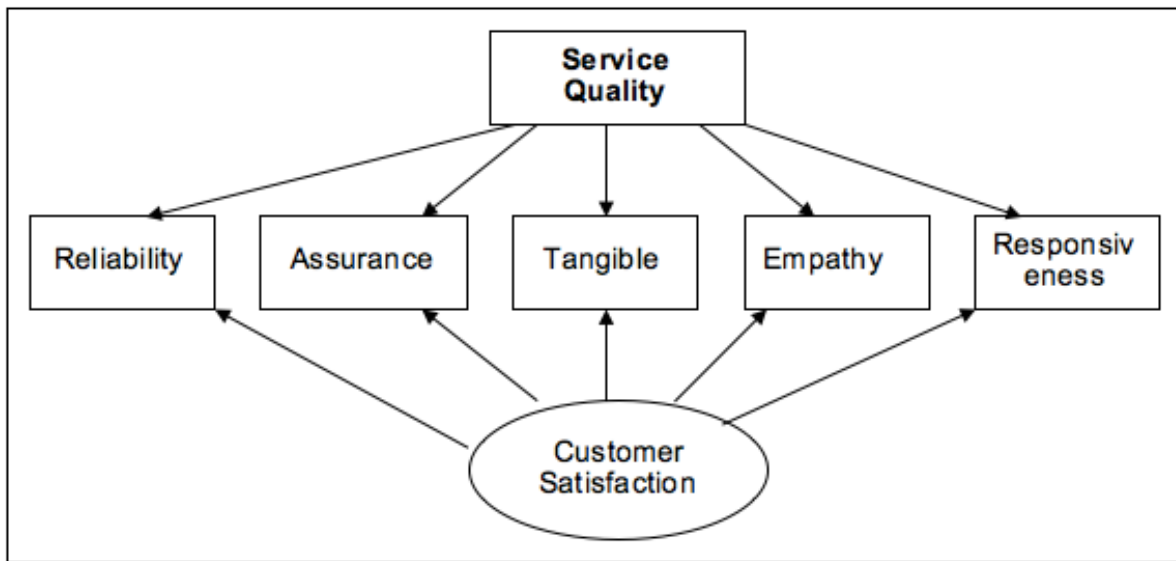 Service
Quality
Reliability
Assurance
Tangible
Empathy
Responsiv
eness
Customer
Satisfaction